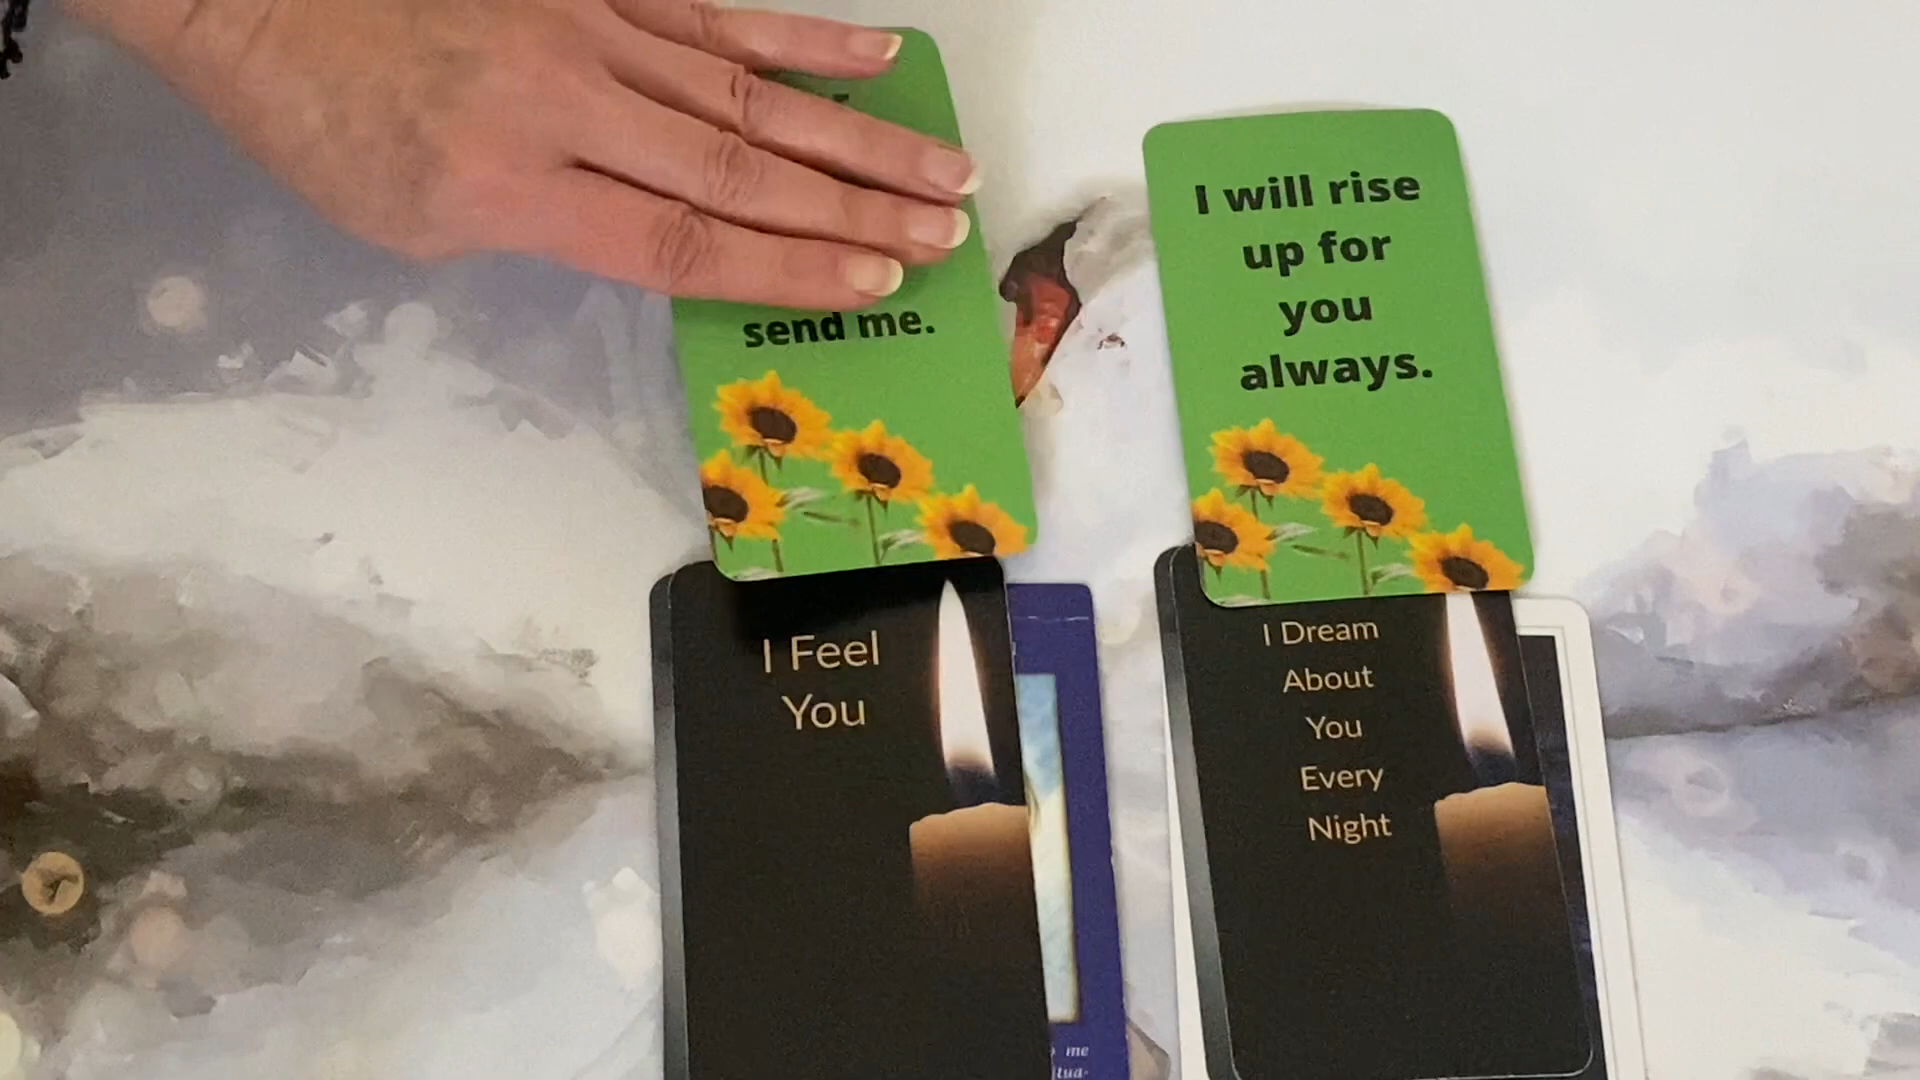 send me.
I will rise
up for
you
always.
I Feel
You
I Dream
About
You
Every
Night
me